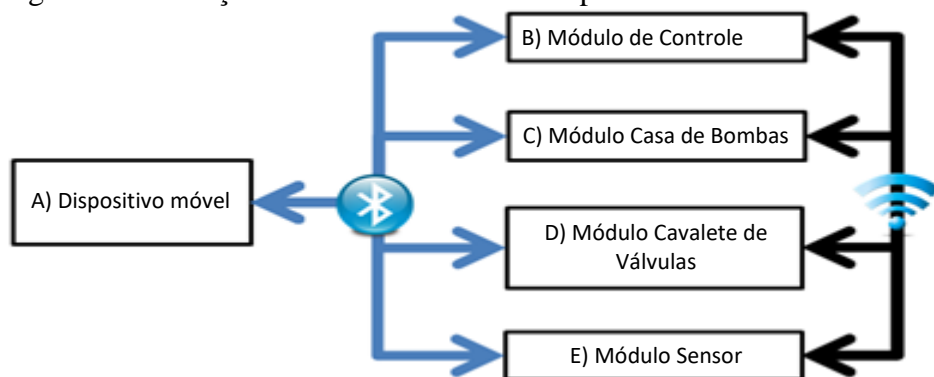 B) Módulo de Controle
C) Módulo Casa de Bombas
A) Dispositivo móvel
D) Módulo Cavalete de
Válvulas
E) Módulo Sensor